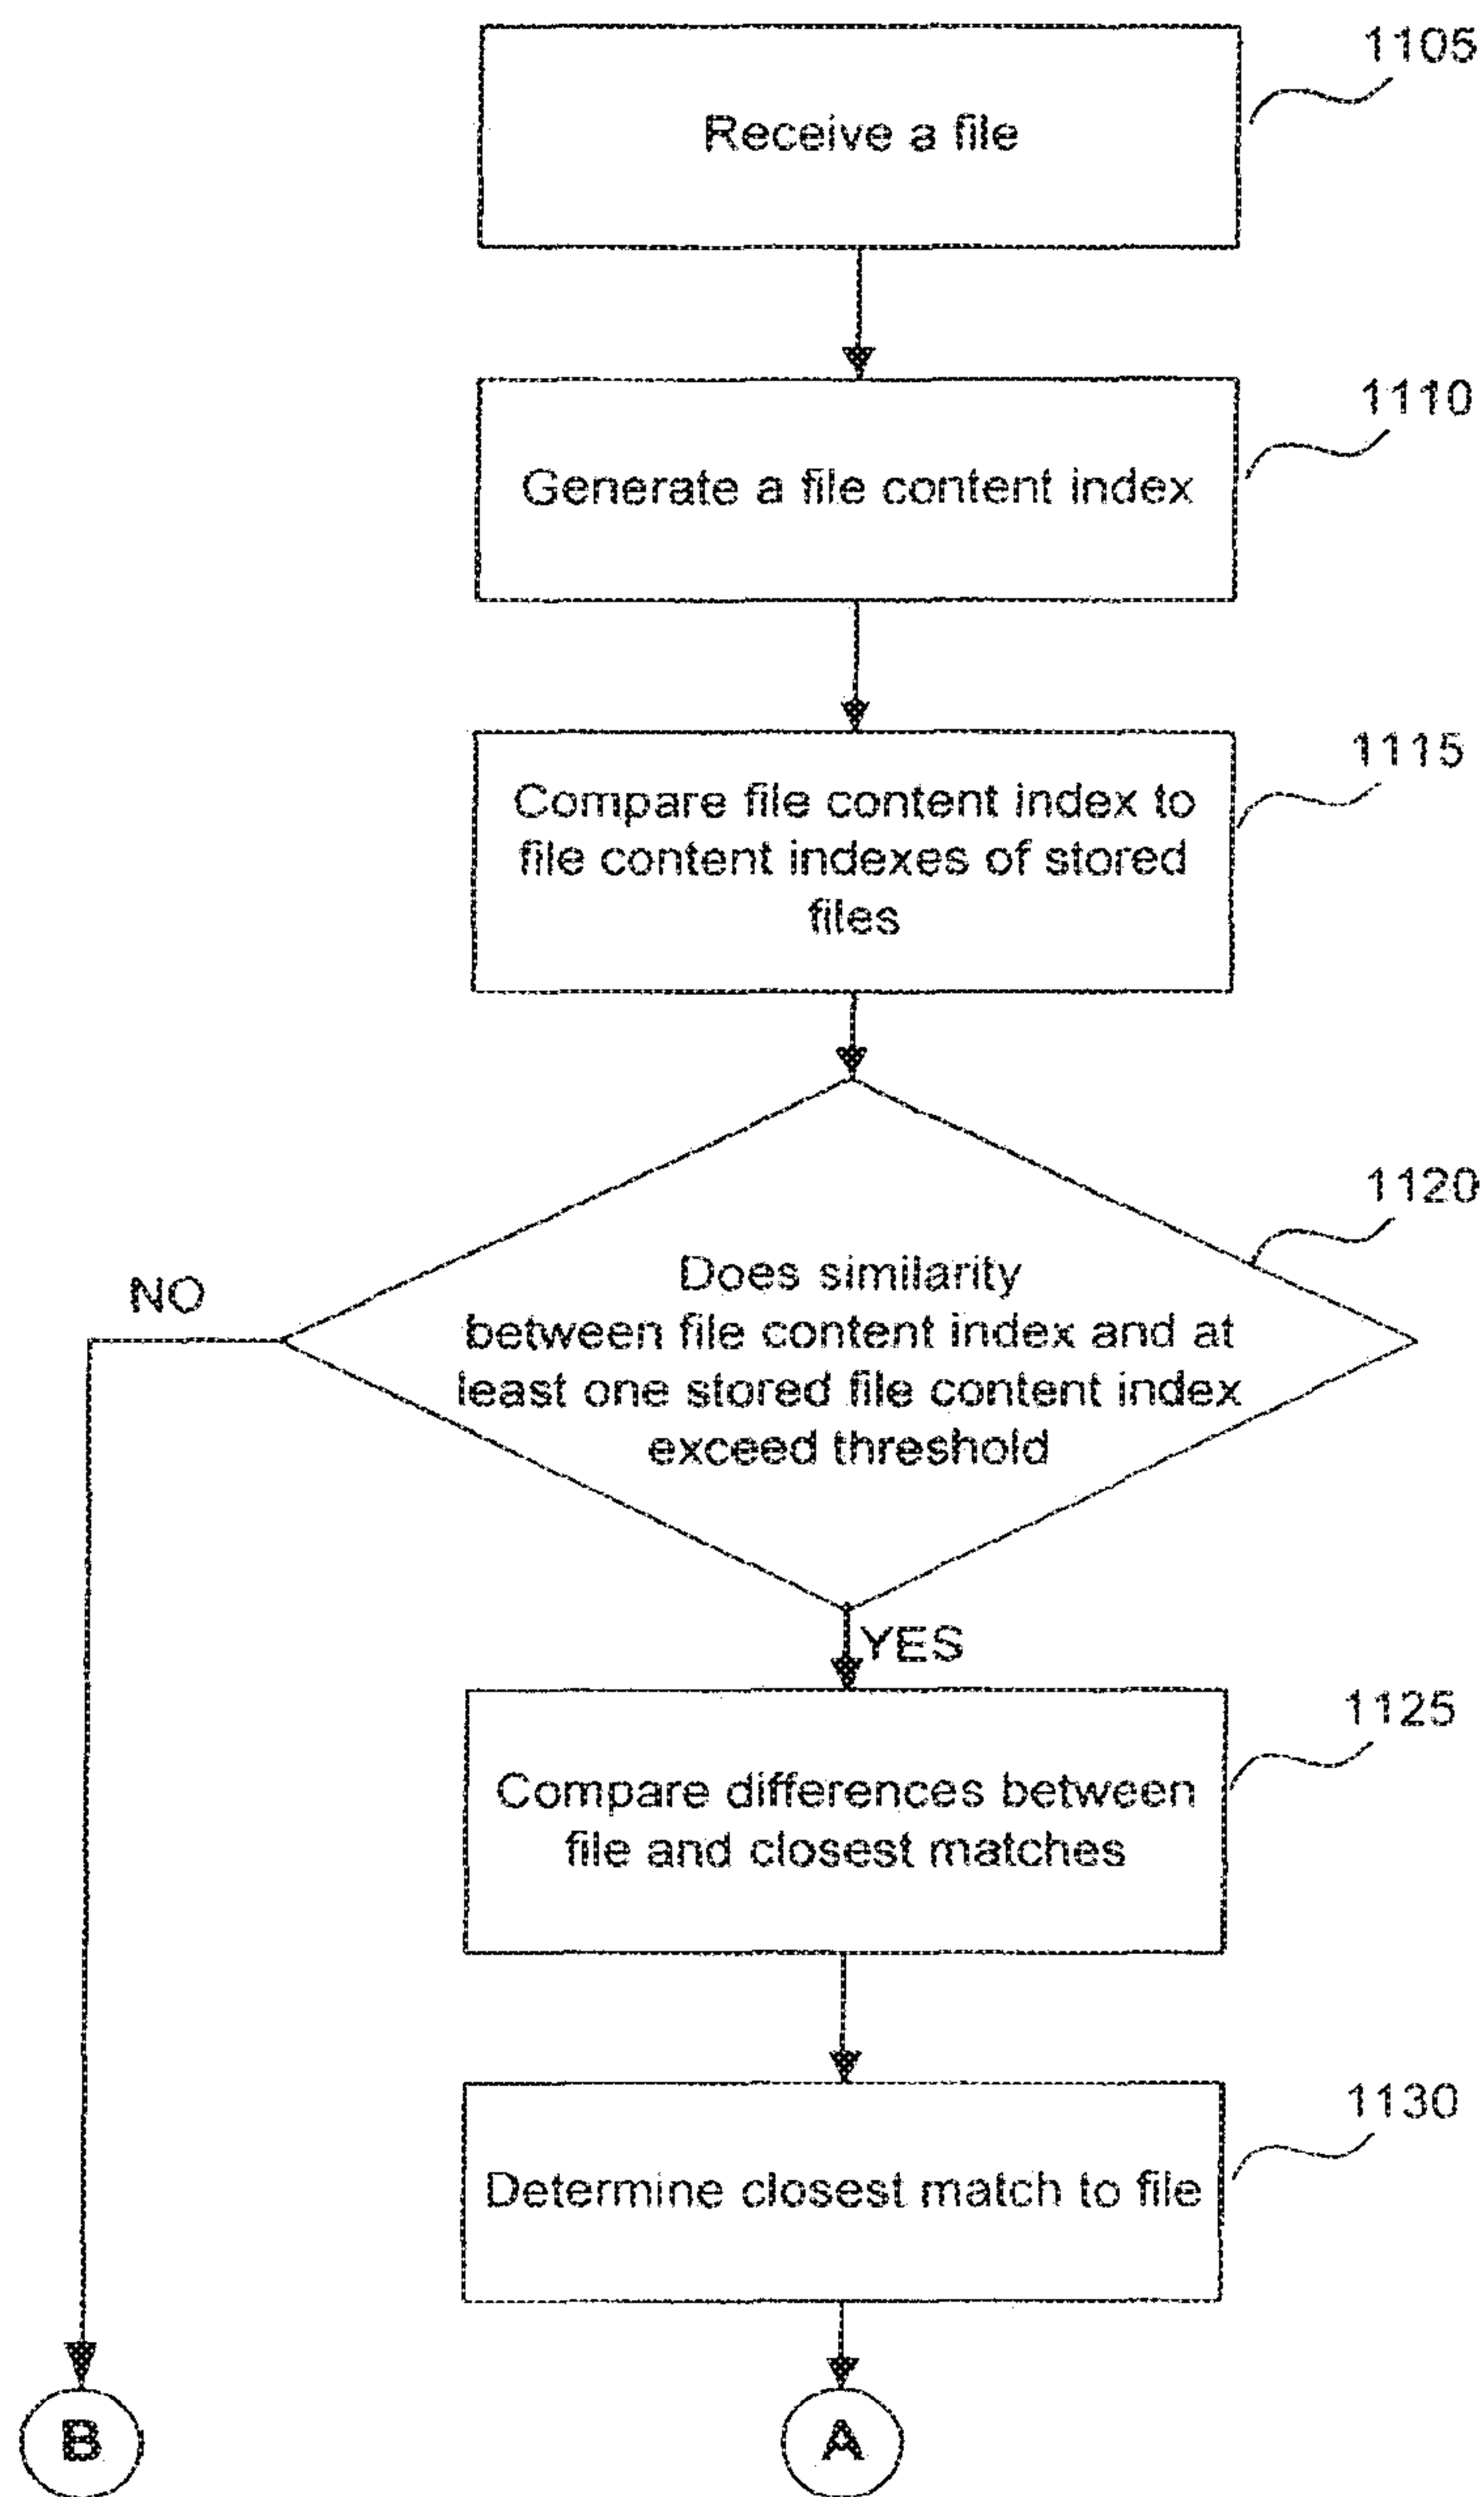 1105
Receive a file
1110
Generate a file content index
1115
Compare file content index to
file content indexes of stored
files
1120
Does similarity
between file content index and at
least one stored file content index
exceed threshold
NO
YES
1125
Compare differences between
file and closest matches
1130
Determine closest match to file
B
A